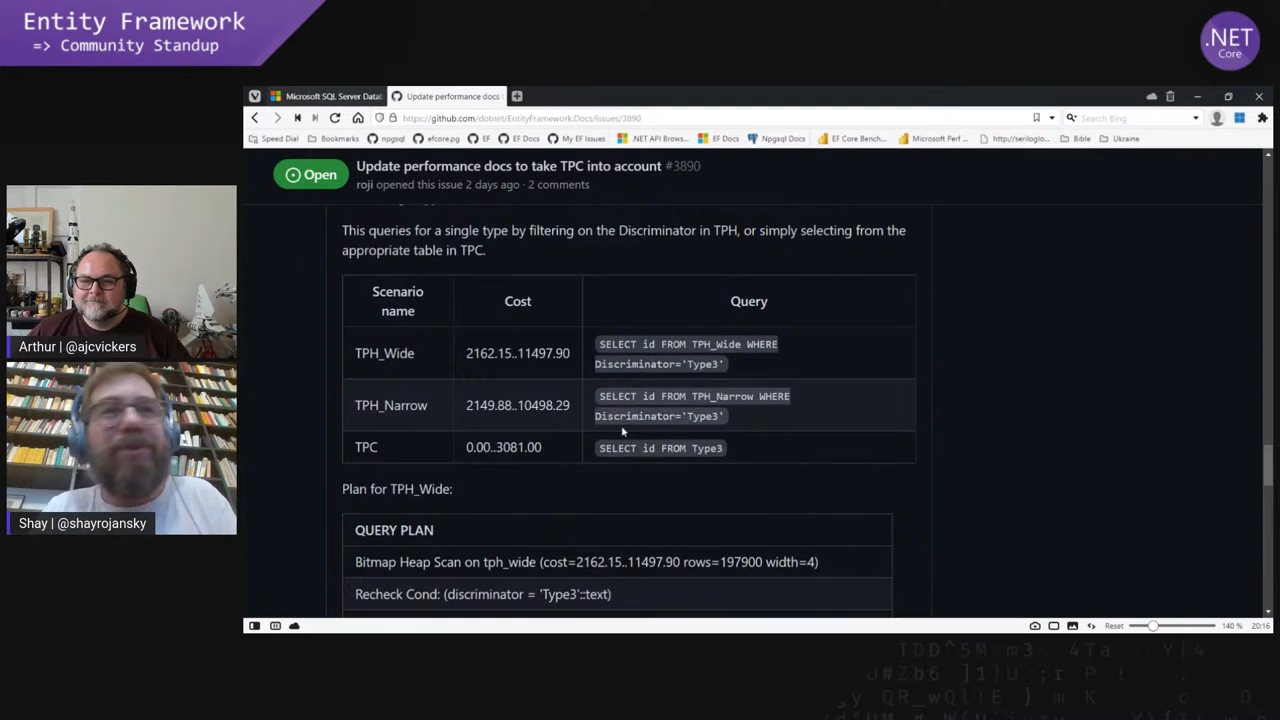 Entity Framework
=> Community Standup
.NET
Core
Microsoft SQL Server Datab
Update performance docs
https://github.com/dotnet/EntityFramework.Docs/issues/3890
Search Bing
Speed Dial
Bookmarks
npgsql
efcore.pg
EF
EF Docs
My EF Issues
.NET API Brows...
EF Docs
Npgsql Docs
EF Core Bench...
Microsoft Perf ...
http://seriloglo...
Bible
Ukraine
Open
Update performance docs to take TPC into account #3890
roji opened this issue 2 days ago · 2 comments
This queries for a single type by filtering on the Discriminator in TPH, or simply selecting from the
appropriate table in TPC.
Scenario
name
Cost
Query
TPH_Wide
2162.15..11497.90
SELECT id FROM TPH_Wide WHERE
Discriminator='Type3'
TPH_Narrow
2149.88..10498.29
SELECT id FROM TPH_Narrow WHERE
Discriminator='Type3'
TPC
0.00..3081.00
SELECT id FROM Type3
Plan for TPH_Wide:
QUERY PLAN
Bitmap Heap Scan on tph_wide (cost=2162.15..11497.90 rows=197900 width=4)
Recheck Cond: (discriminator = 'Type3'::text)
Reset
140 %
20:16
Arthur | @ajcvickers
Shay | @shayrojansky